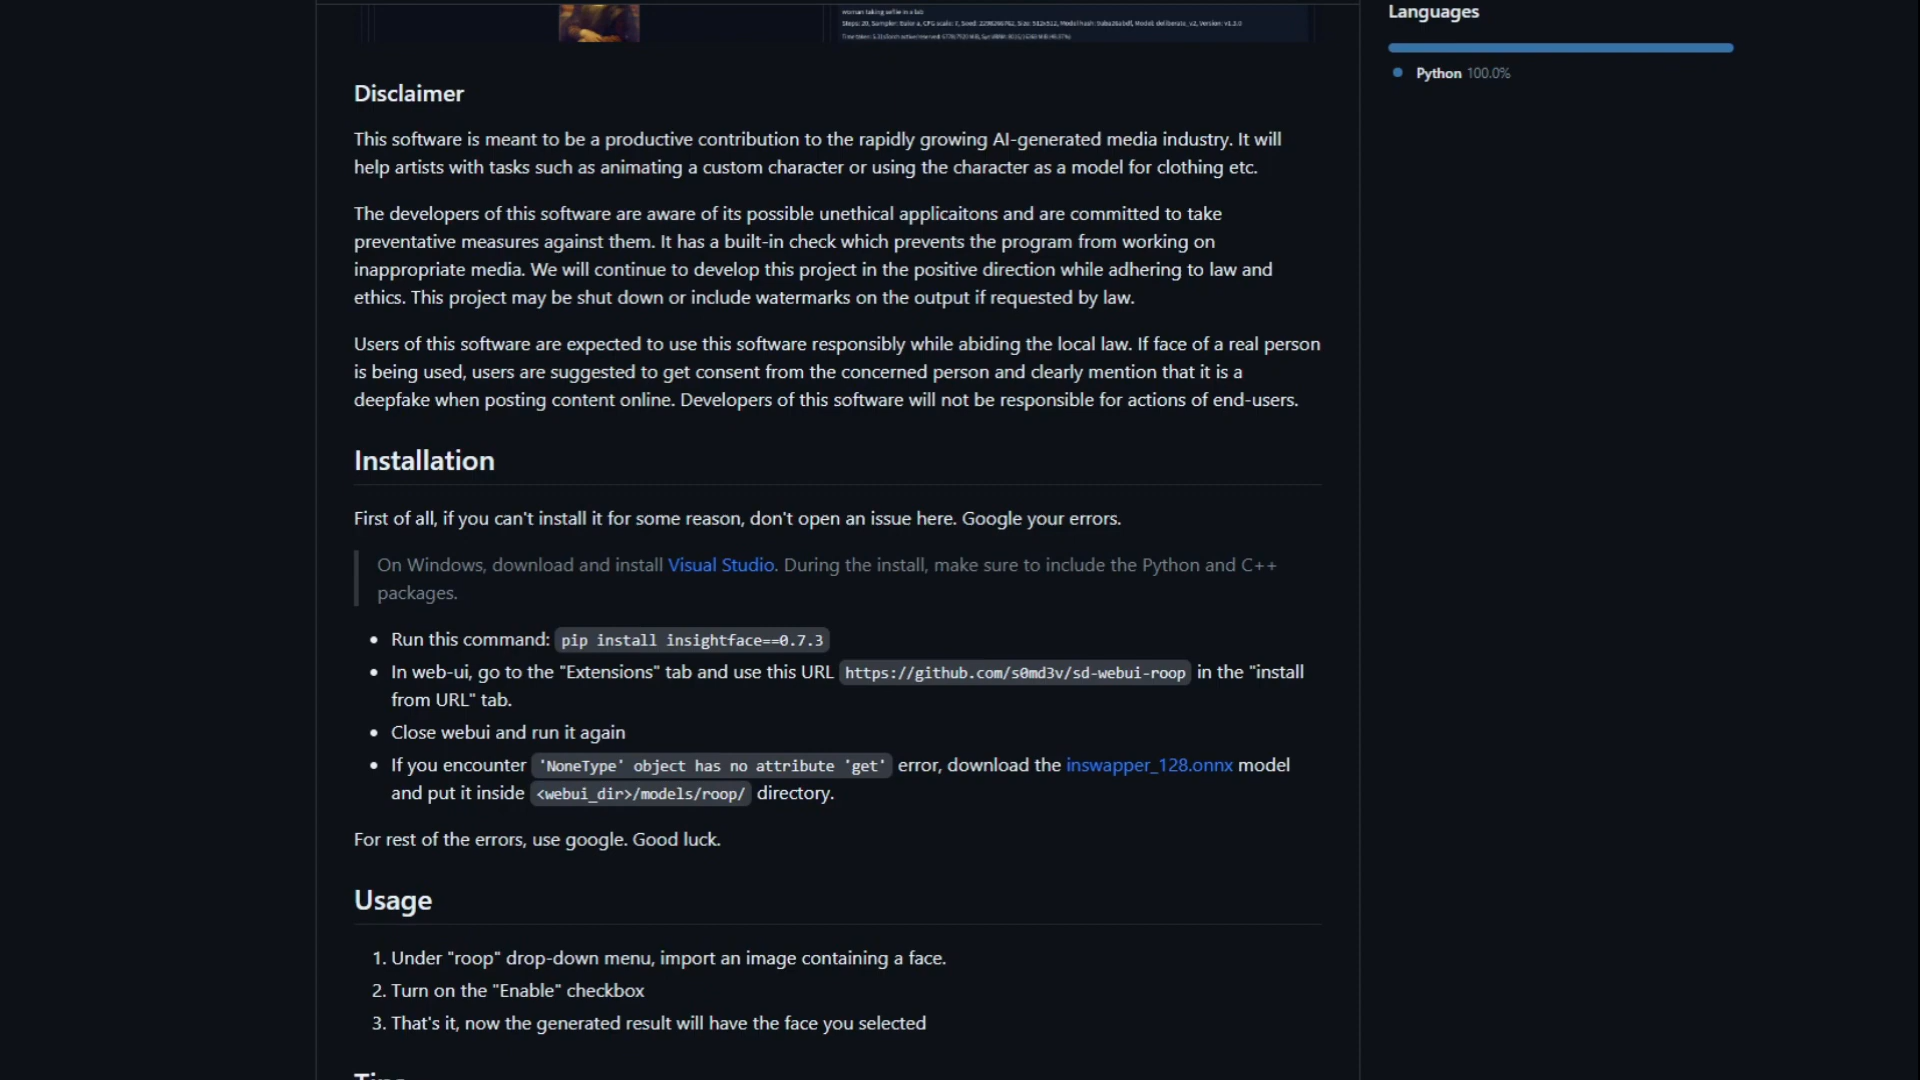 woman taking selfie in a lab
Languages
Python 100.0%
Disclaimer
This software is meant to be a productive contribution to the rapidly growing AI-generated media industry. It will
help artists with tasks such as animating a custom character or using the character as a model for clothing etc.
The developers of this software are aware of its possible unethical applicaitons and are committed to take
preventative measures against them. It has a built-in check which prevents the program from working on
inappropriate media. We will continue to develop this project in the positive direction while adhering to law and
ethics. This project may be shut down or include watermarks on the output if requested by law.
Users of this software are expected to use this software responsibly while abiding the local law. If face of a real person
is being used, users are suggested to get consent from the concerned person and clearly mention that it is a
deepfake when posting content online. Developers of this software will not be responsible for actions of end-users.
Installation
First of all, if you can't install it for some reason, don't open an issue here. Google your errors.
On Windows, download and install Visual Studio. During the install, make sure to include the Python and C++
packages.
• Run this command: pip install insightface==0.7.3
• In web-ui, go to the "Extensions" tab and use this URL https://github.com/s0md3v/sd-webui-roop in the "install
from URL" tab.
• Close webui and run it again
• If you encounter 'NoneType' object has no attribute 'get' error, download the inswapper_128.onnx model
and put it inside <webui_dir>/models/roop/ directory.
For rest of the errors, use google. Good luck.
Usage
1. Under "roop" drop-down menu, import an image containing a face.
2. Turn on the "Enable" checkbox
3. That's it, now the generated result will have the face you selected